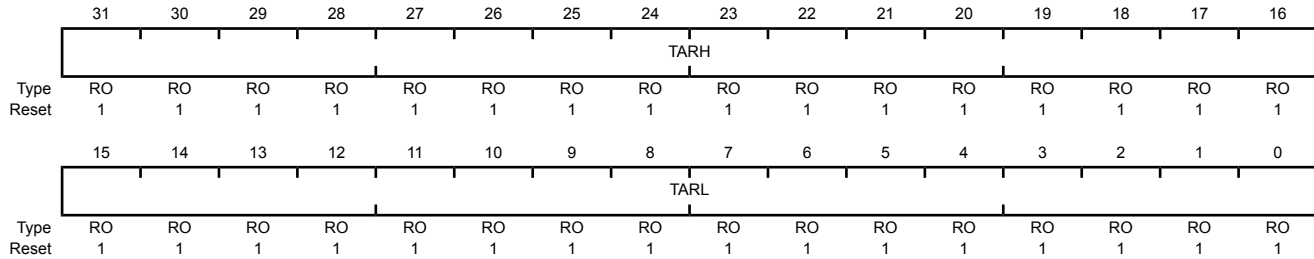 31 30 29 28 27 26 25 24 23 22 21 20 19 18 17 16
TARH
Type RO RO RO RO RO RO RO RO RO RO RO RO RO RO RO RO
Reset 1 1 1 1 1 1 1 1 1 1 1 1 1 1 1 1
15 14 13 12 11 10 9 8 7 6 5 4 3 2 1 0
TARL
Type RO RO RO RO RO RO RO RO RO RO RO RO RO RO RO RO
Reset 1 1 1 1 1 1 1 1 1 1 1 1 1 1 1 1